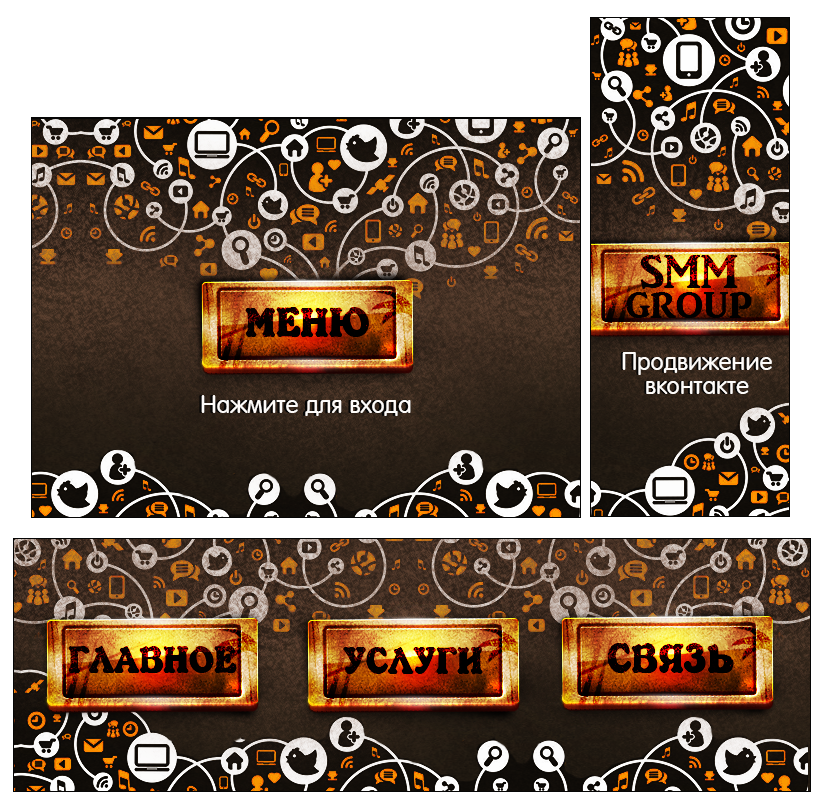 SMM
GROUP
Продвижение
вконтакте
МЕНЮ
Нажмите для входа
ГЛАВНОЕ
УСЛУГИ
СВЯЗЬ